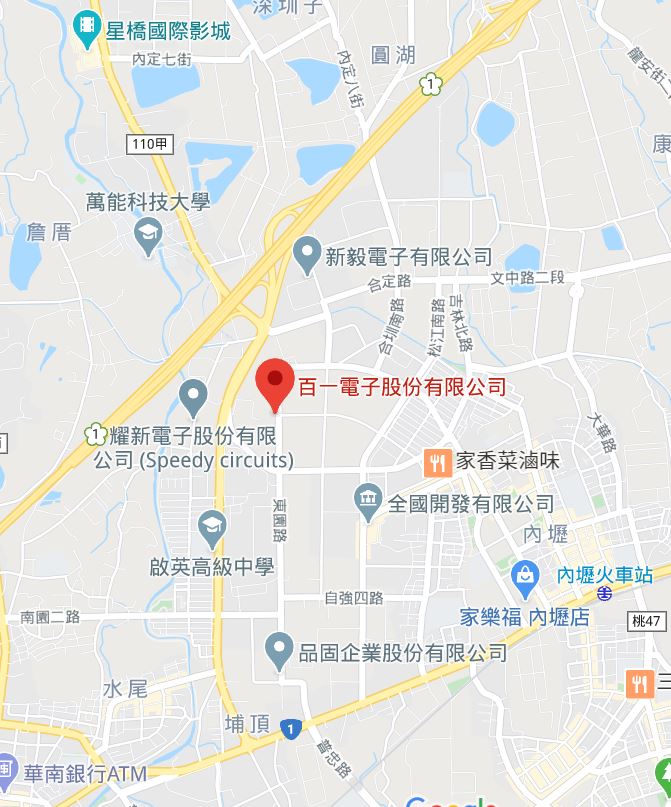 深圳子
星橋國際影城
內定七街
內定八街
圓湖
1
龍安街
康
110甲
萬能科技大學
詹厝
新毅電子有限公司
合定路
文中路二段
合圳南路
松江南路
吉林北路
百一電子股份有限公司
1
耀新電子股份有限
公司 (Speedy circuits)
大華路
家香菜滷味
東園路
全國開發有限公司
內壢
啟英高級中學
內壢火車站
自強四路
南園二路
家樂福 內壢店
桃47
品固企業股份有限公司
三
水尾
埔頂
1
普忠路
華南銀行ATM
Google